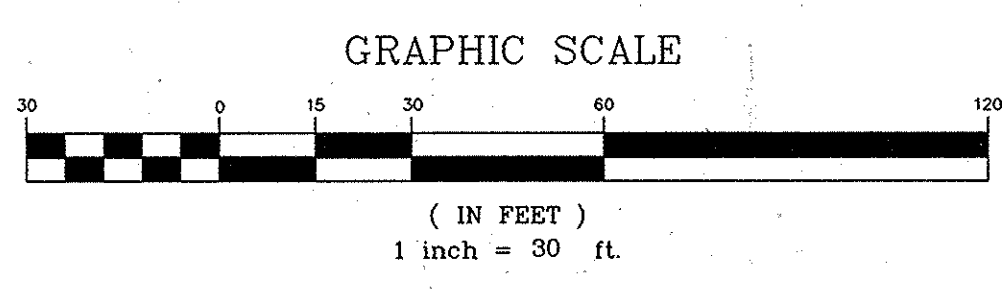 GRAPHIC SCALE
30 0 15 30 60 120
( IN FEET )
1 inch = 30 ft.